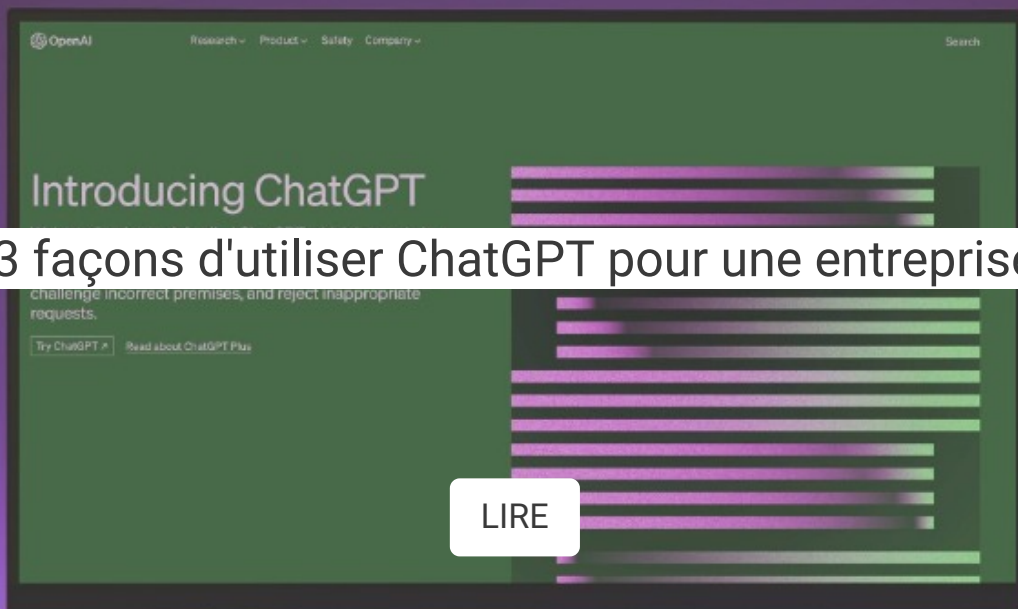 OpenAI
Research Product Safety Company Search
Introducing ChatGPT
3 façons d'utiliser ChatGPT pour une entreprise
challenge incorrect premises, and reject inappropriate
requests.
Try ChatGPT ↗ Read about ChatGPT Plus
LIRE